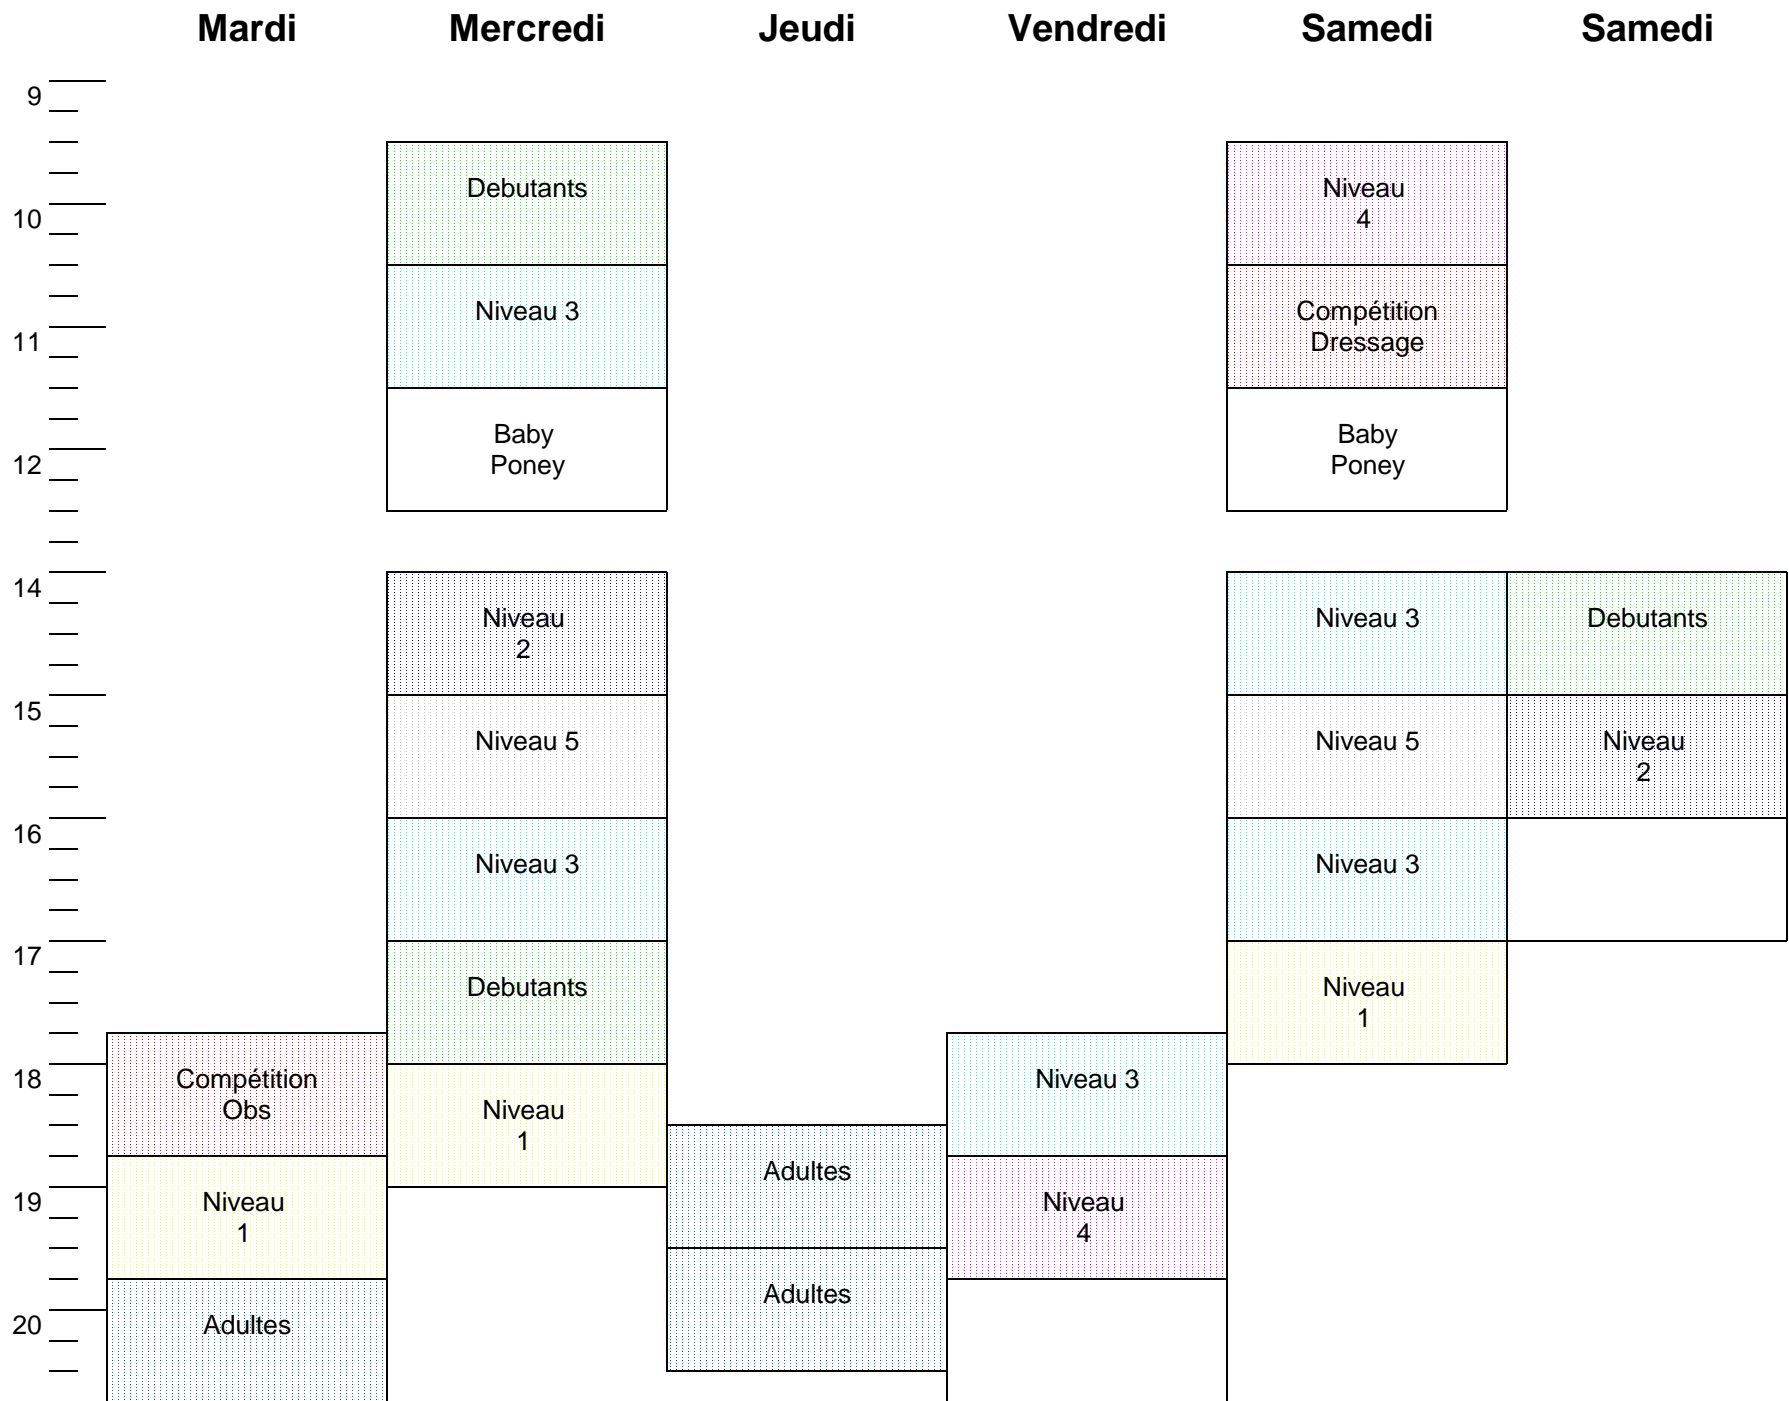 Mardi Mercredi Jeudi Vendredi Samedi Samedi
9
Debutants Niveau
10 4
Niveau 3 Compétition
11 Dressage
Baby Baby
12 Poney Poney
14 Niveau Niveau 3 Debutants
2
15 Niveau 5 Niveau 5 Niveau
2
16 Niveau 3 Niveau 3
17 Debutants Niveau
1
18 Compétition Niveau 3
Obs Niveau
1
Adultes
19 Niveau Niveau
1 4
Adultes
20 Adultes